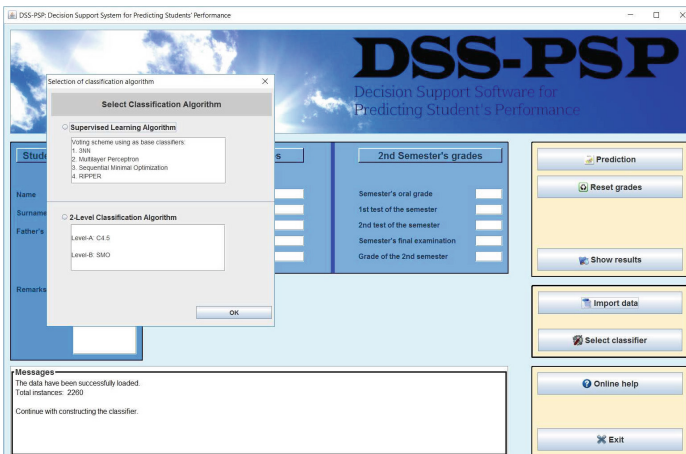 DSS-PSP: Decision Support System for Predicting Students' Performance
DSS-PSP
Decision Support Software for
Predicting Student's Performance
Selection of classification algorithm
Select Classification Algorithm
Supervised Learning Algorithm
Voting scheme using as base classifiers:
1. 3NN
2. Multilayer Perceptron
3. Sequential Minimal Optimization
4. RIPPER
2-Level Classification Algorithm
Level-A: C4.5
Level-B: SMO
OK
Name
Surname
Father's
Remarks
2nd Semester's grades
Semester's oral grade
1st test of the semester
2nd test of the semester
Semester's final examination
Grade of the 2nd semester
Prediction
Reset grades
Show results
Import data
Select classifier
Online help
Exit
Messages
The data have been successfully loaded.
Total instances: 2260
Continue with constructing the classifier.